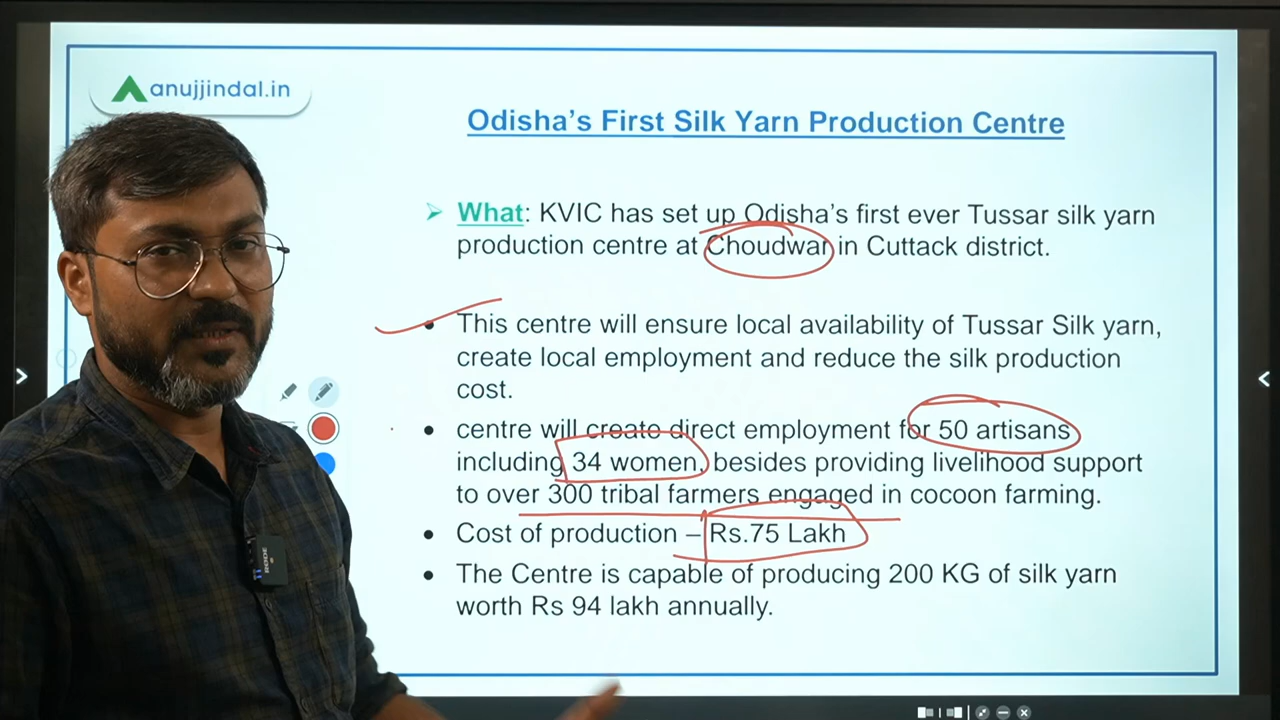 anujjindal.in
Odisha's First Silk Yarn Production Centre
What: KVIC has set up Odisha's first ever Tussar silk yarn
production centre at Choudwar in Cuttack district.
This centre will ensure local availability of Tussar Silk yarn,
create local employment and reduce the silk production
cost.
centre will create direct employment for 50 artisans
including 34 women, besides providing livelihood support
to over 300 tribal farmers engaged in cocoon farming.
Cost of production – Rs.75 Lakh
The Centre is capable of producing 200 KG of silk yarn
worth Rs 94 lakh annually.
RODE